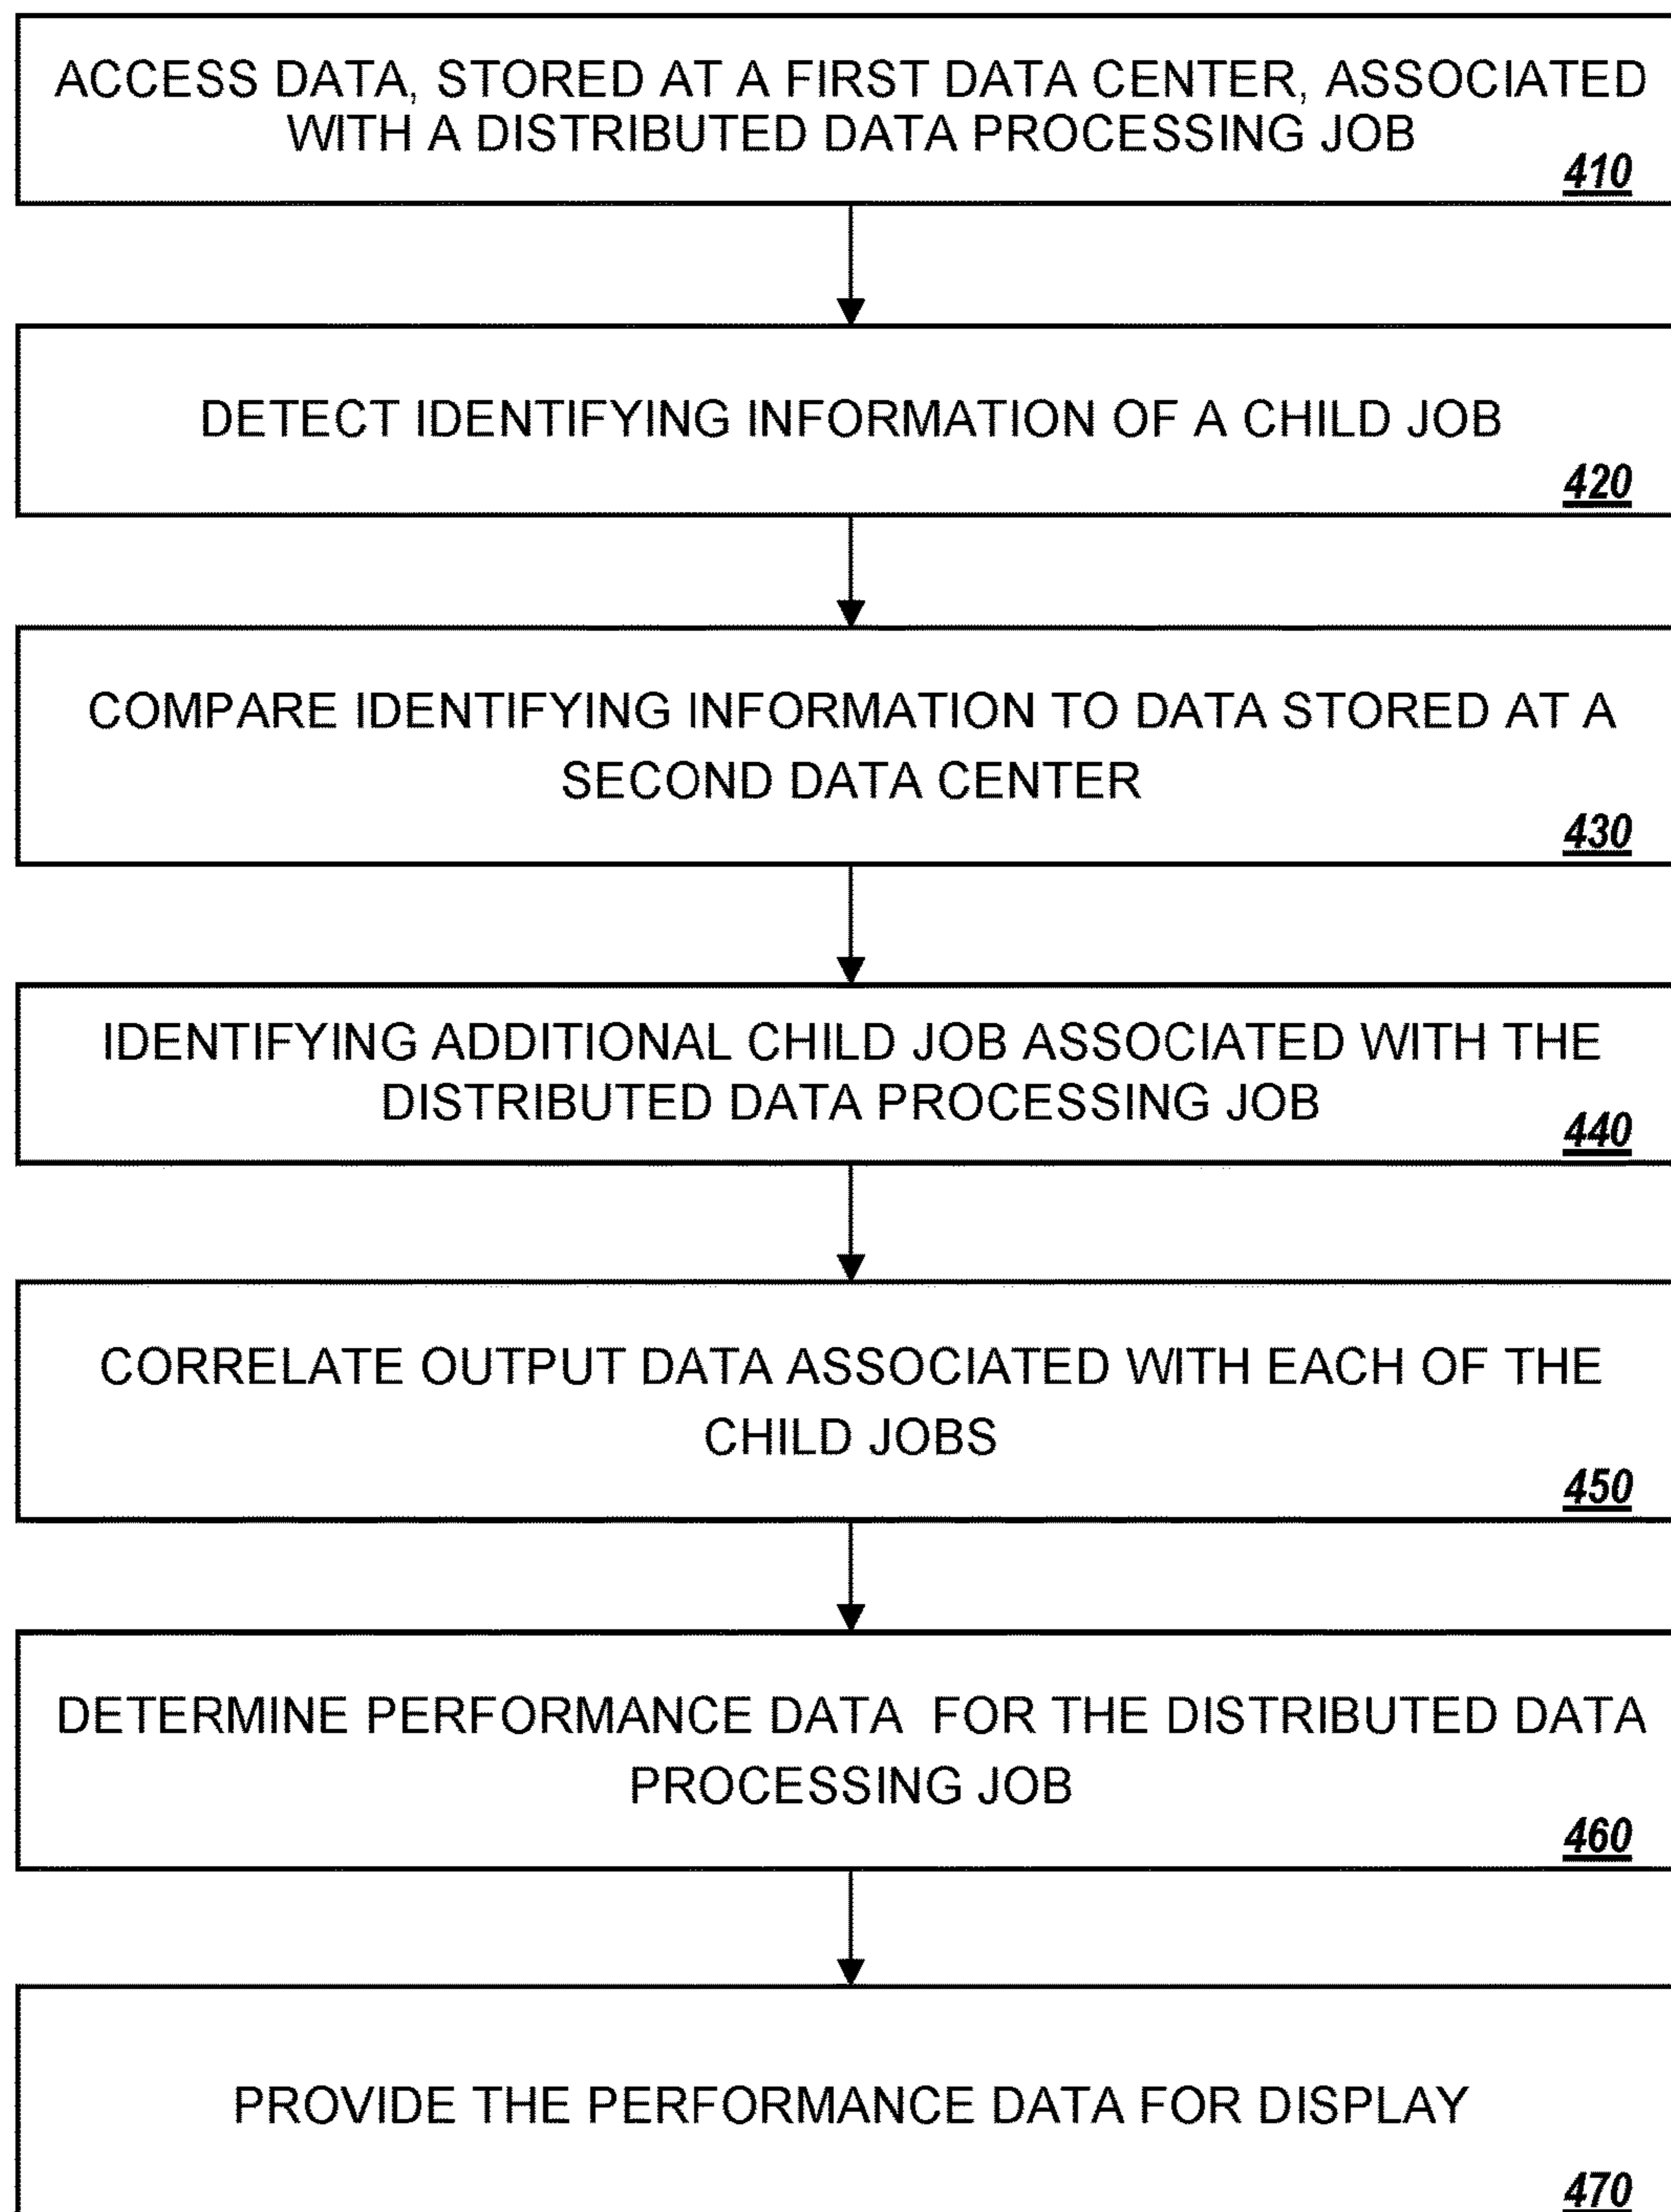 ACCESS DATA, STORED AT A FIRST DATA CENTER, ASSOCIATED
WITH A DISTRIBUTED DATA PROCESSING JOB
410
DETECT IDENTIFYING INFORMATION OF A CHILD JOB
420
COMPARE IDENTIFYING INFORMATION TO DATA STORED AT A
SECOND DATA CENTER
430
IDENTIFYING ADDITIONAL CHILD JOB ASSOCIATED WITH THE
DISTRIBUTED DATA PROCESSING JOB
440
CORRELATE OUTPUT DATA ASSOCIATED WITH EACH OF THE
CHILD JOBS
450
DETERMINE PERFORMANCE DATA FOR THE DISTRIBUTED DATA
PROCESSING JOB
460
PROVIDE THE PERFORMANCE DATA FOR DISPLAY
470